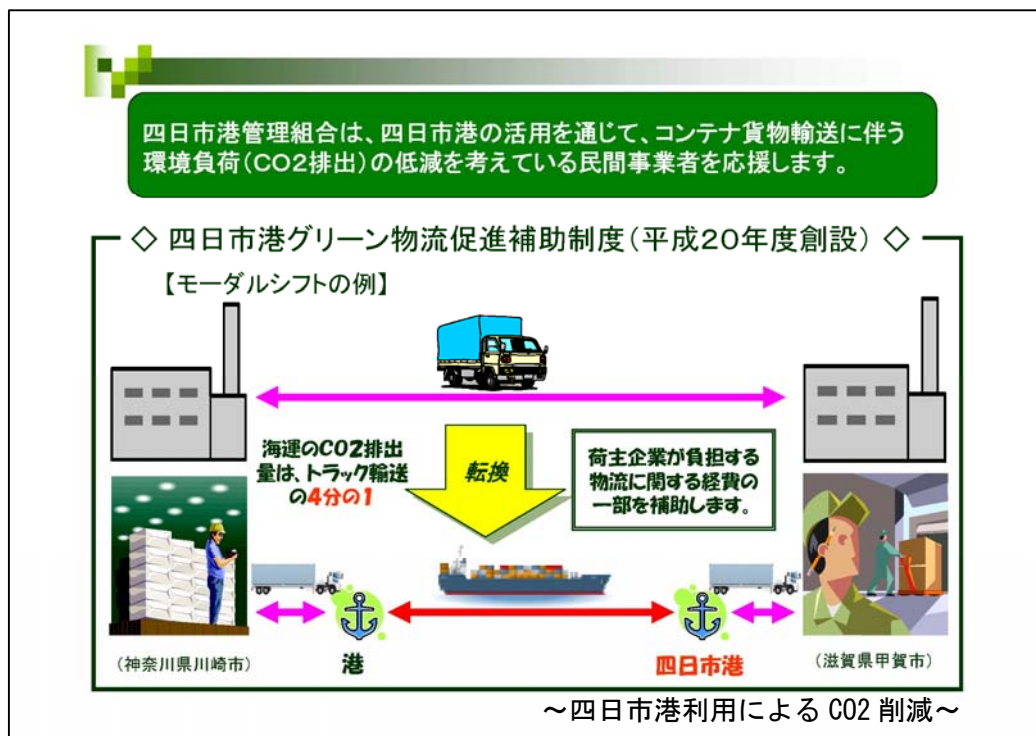 四日市港管理組合は、四日市港の活用を通じて、コンテナ貨物輸送に伴う
環境負荷(CO2排出)の低減を考えている民間事業者を応援します。
◇ 四日市港グリーン物流促進補助制度(平成20年度創設) ◇
【モーダルシフトの例】
海運のCO2排出
量は、トラック輸送
の4分の1
転換
荷主企業が負担する
物流に関する経費の
一部を補助します。
(神奈川県川崎市)
港
四日市港
(滋賀県甲賀市)
~四日市港利用による CO2 削減~